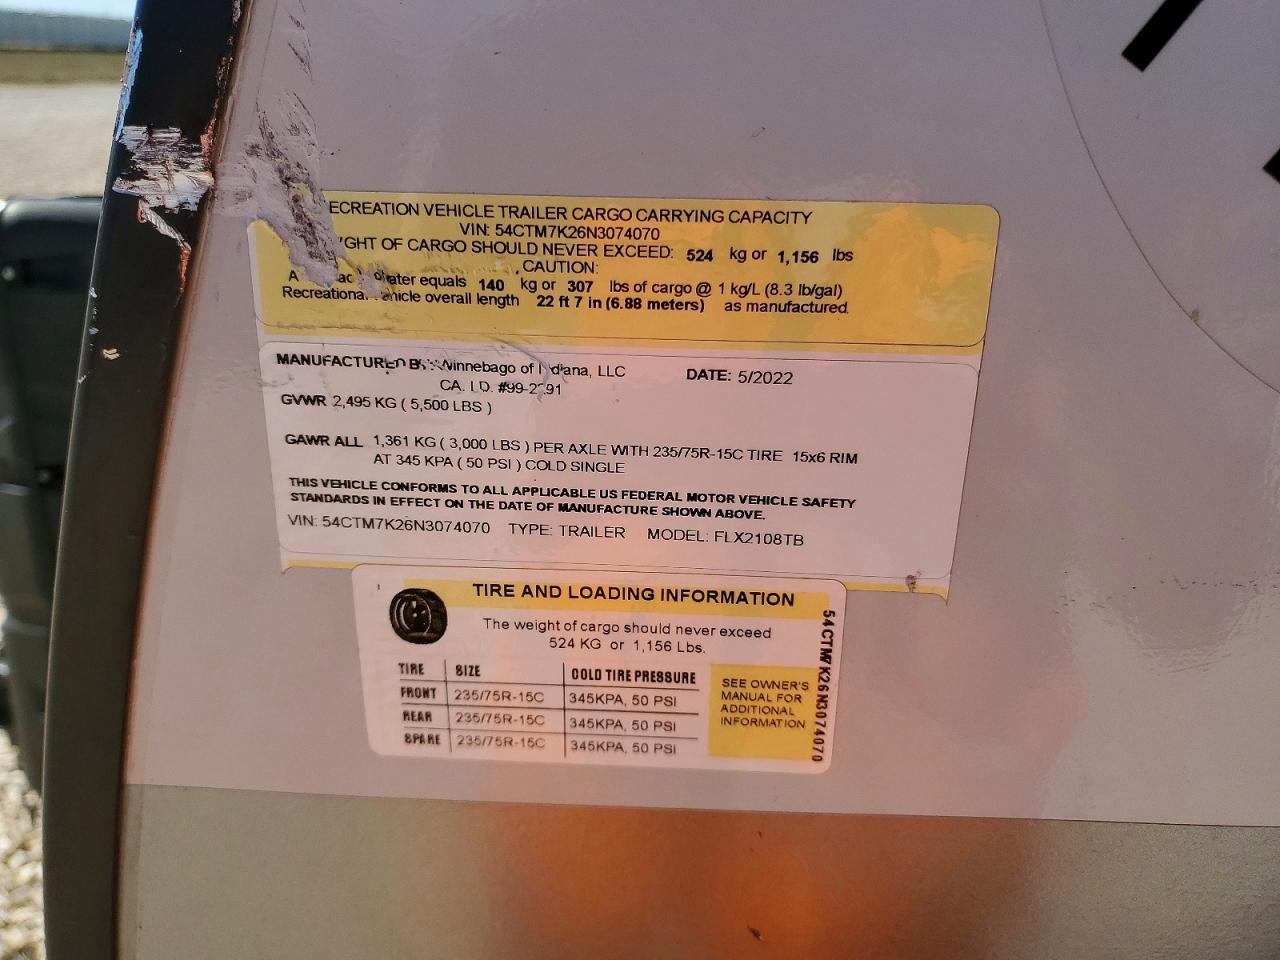 ECREATION VEHICLE TRAILER CARGO CARRYING CAPACITY
VIN: 54CTM7K26N3074070
GHT OF CARGO SHOULD NEVER EXCEED: 524 kg or 1,156 lbs
CAUTION:
equals 140 kg or 307 lbs of cargo @ 1 kg/L (8.3 lb/gal)
Recreational vehicle overall length 22 ft 7 in (6.88 meters) as manufactured.
MANUFACTURED BY: Winnebago of Indiana, LLC DATE: 5/2022
CA. I.D. #99-2
GVWR 2,495 KG ( 5,500 LBS )
GAWR ALL 1,361 KG ( 3,000 LBS ) PER AXLE WITH 235/75R-15C TIRE 15x6 RIM
AT 345 KPA ( 50 PSI ) COLD SINGLE
THIS VEHICLE CONFORMS TO ALL APPLICABLE US FEDERAL MOTOR VEHICLE SAFETY
STANDARDS IN EFFECT ON THE DATE OF MANUFACTURE SHOWN ABOVE.
VIN: 54CTM7K26N3074070 TYPE: TRAILER MODEL: FLX2108TB
TIRE AND LOADING INFORMATION
The weight of cargo should never exceed
524 KG or 1,156 Lbs.
TIRE SIZE COLD TIRE PRESSURE
FRONT 235/75R-15C 345KPA, 50 PSI
REAR 235/75R-15C 345KPA, 50 PSI
SPARE 235/75R-15C 345KPA, 50 PSI
SEE OWNER'S
MANUAL FOR
ADDITIONAL
INFORMATION
54CTM7K26N3074070